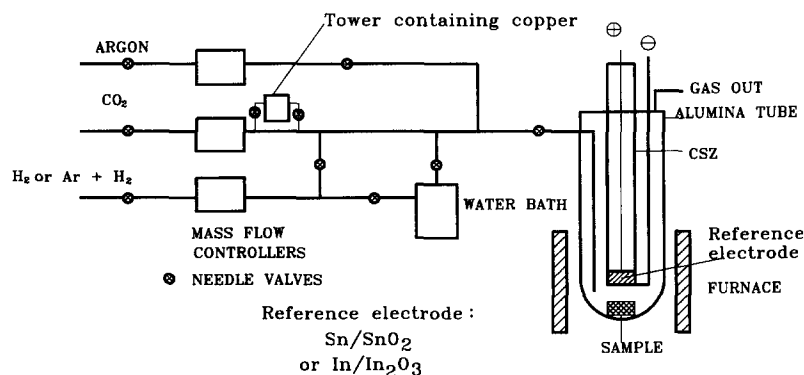 Tower containing copper
ARGON
CO₂
H₂ or Ar + H₂
MASS FLOW
CONTROLLERS
NEEDLE VALVES
WATER BATH
⊕
⊖
GAS OUT
ALUMINA TUBE
CSZ
Reference
electrode
FURNACE
SAMPLE
Reference electrode :
Sn/SnO₂
or In/In₂O₃